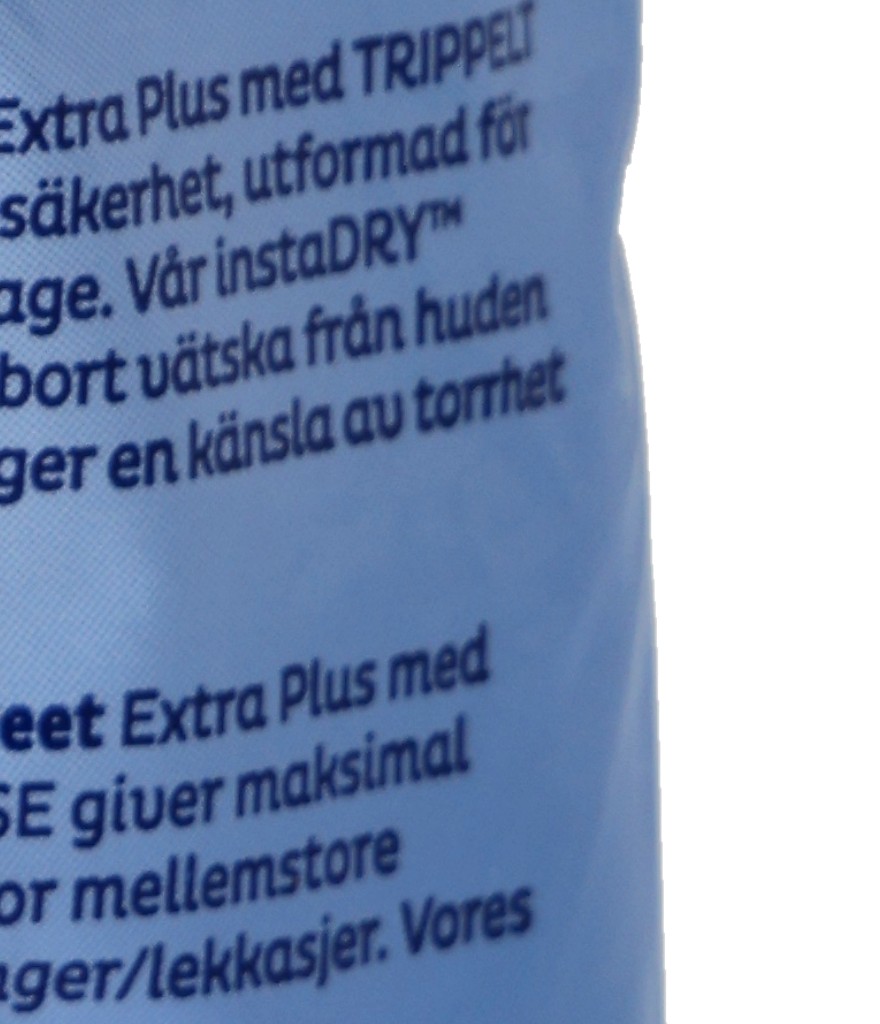 Extra Plus med TRIPPELT
säkerhet, utformad för
age. Vår instaDRY™
bort vätska från huden
ger en känsla av torrhet
eet Extra Plus med
SE giver maksimal
or mellemstore
nger/lekkasjer. Vores